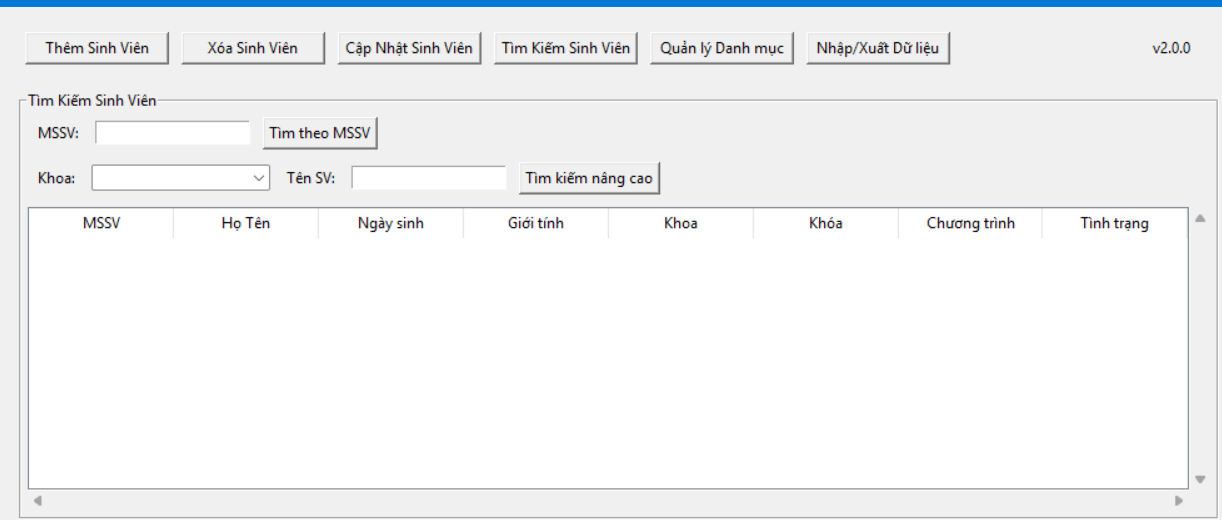 Thêm Sinh Viên Xóa Sinh Viên Cập Nhật Sinh Viên Tìm Kiếm Sinh Viên Quản lý Danh mục Nhập/Xuất Dữ liệu v2.0.0
Tìm Kiếm Sinh Viên
MSSV: Tìm theo MSSV
Khoa: Tên SV: Tìm kiếm nâng cao
MSSV Họ Tên Ngày sinh Giới tính Khoa Khóa Chương trình Tình trạng